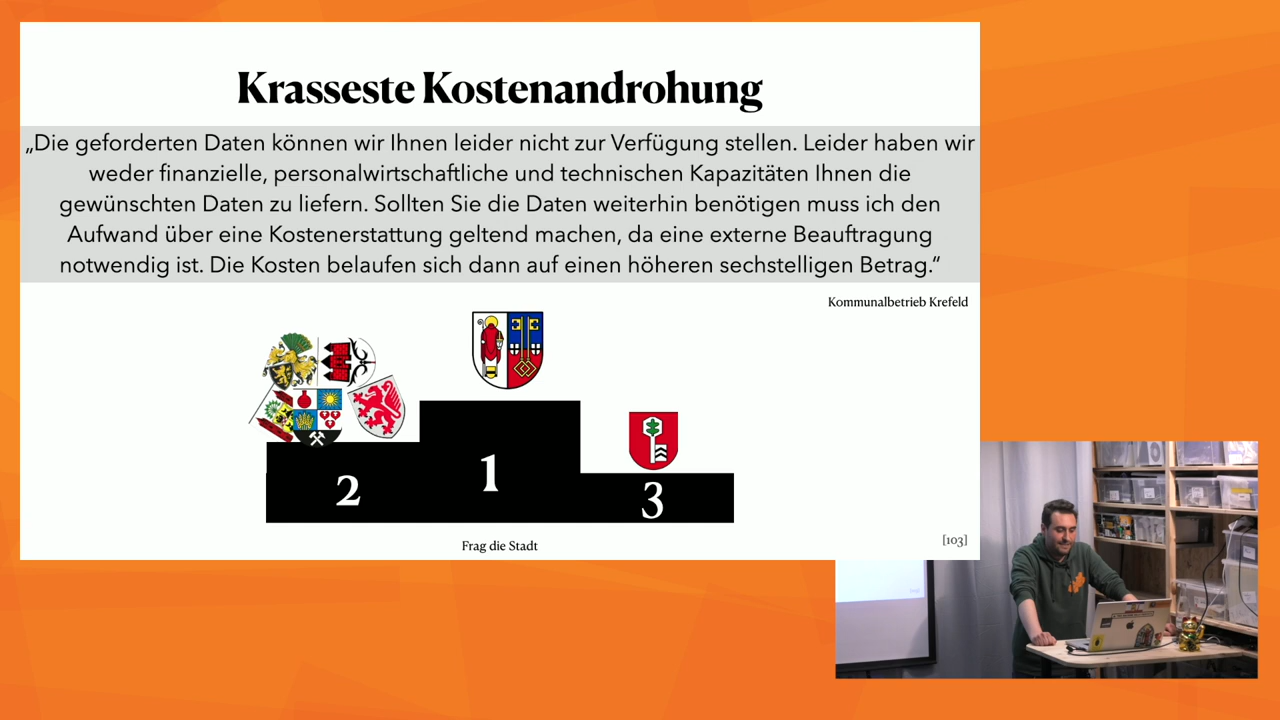 Krasseste Kostenandrohung
„Die geforderten Daten können wir Ihnen leider nicht zur Verfügung stellen. Leider haben wir
weder finanzielle, personalwirtschaftliche und technischen Kapazitäten Ihnen die
gewünschten Daten zu liefern. Sollten Sie die Daten weiterhin benötigen muss ich den
Aufwand über eine Kostenerstattung geltend machen, da eine externe Beauftragung
notwendig ist. Die Kosten belaufen sich dann auf einen höheren sechstelligen Betrag.“
Kommunalbetrieb Krefeld
2
1
3
Frag die Stadt
[103]